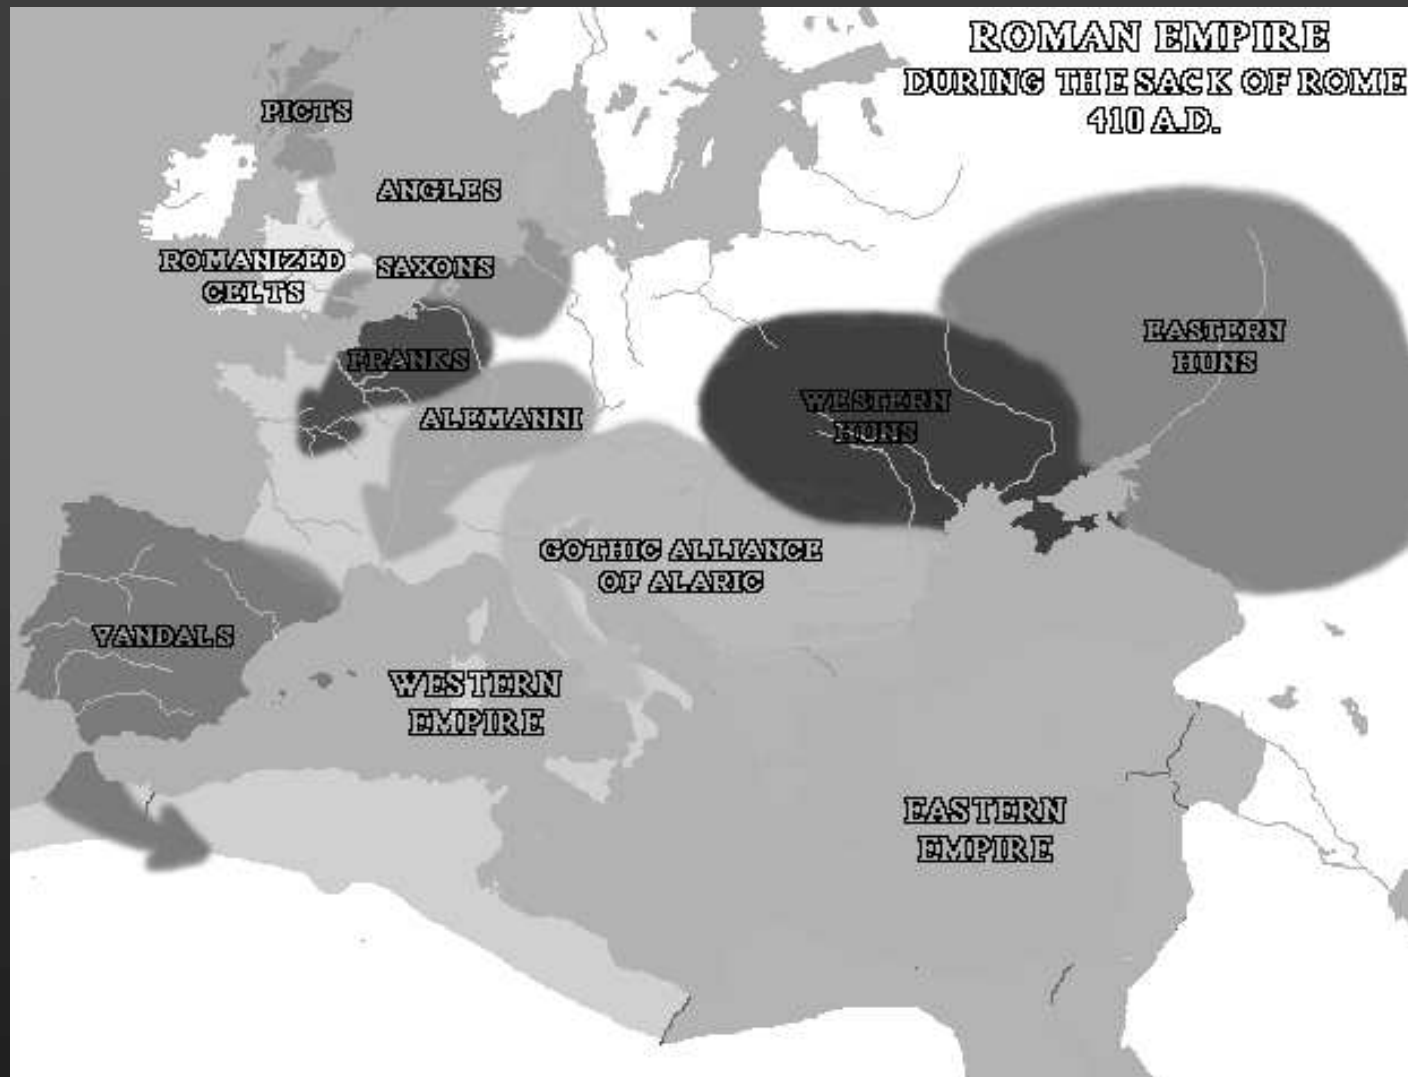 ROMAN EMPIRE
DURING THE SACK OF ROME
410 A.D.
PICTS
ANGLES
ROMANIZED
CELTS
SAXONS
FRANKS
ALEMANNI
WESTERN
HUNS
EASTERN
HUNS
GOTHIC ALLIANCE
OF ALARIC
VANDALS
WESTERN
EMPIRE
EASTERN
EMPIRE